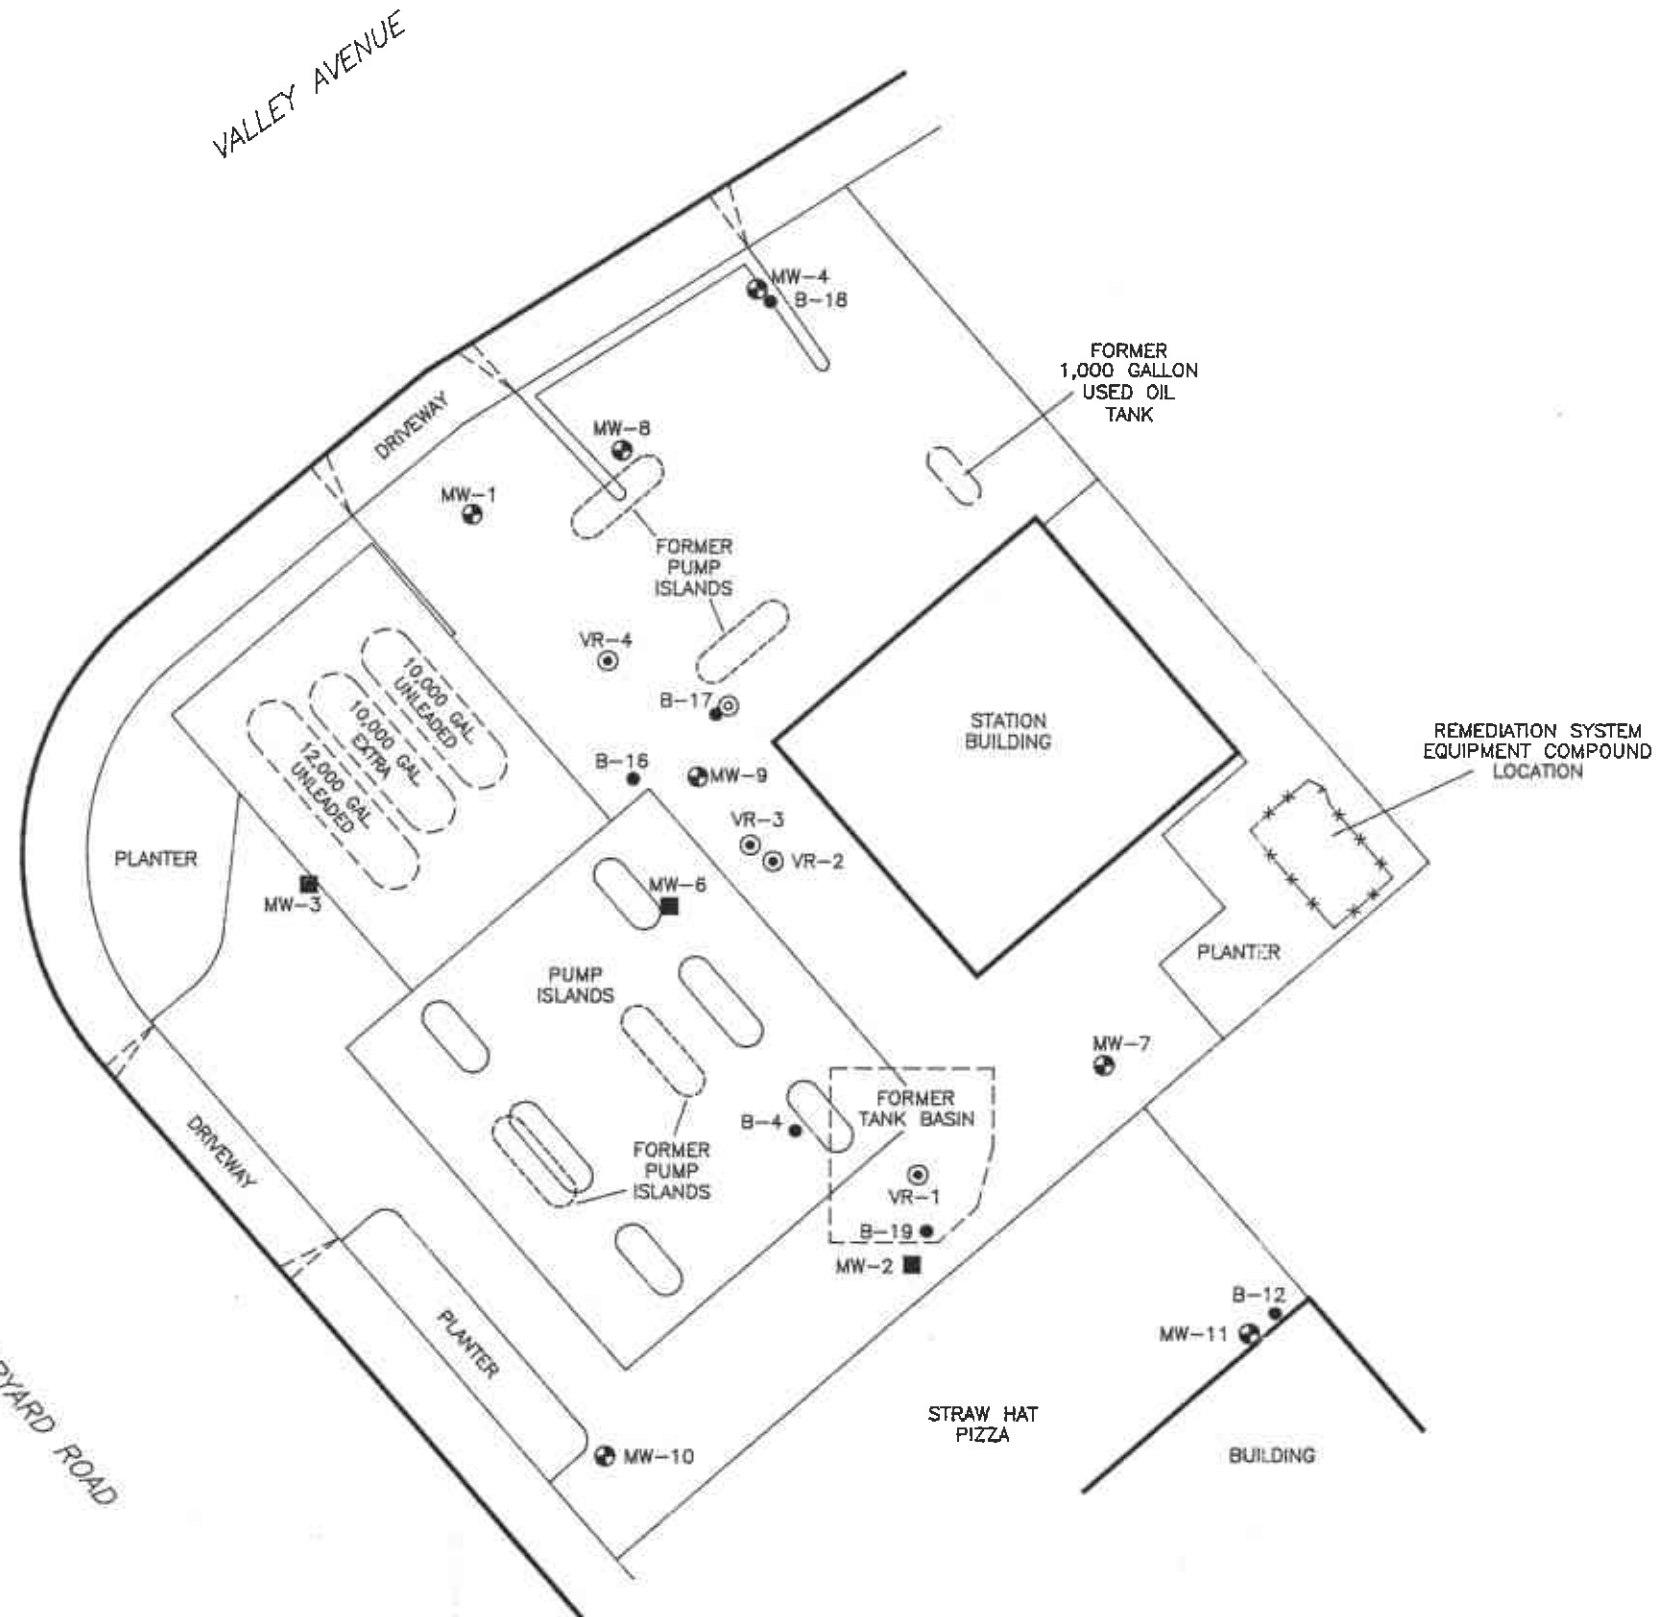 VALLEY AVENUE
MW-4
B-18
FORMER
1,000 GALLON
USED OIL
TANK
DRIVEWAY
MW-8
MW-1
FORMER
PUMP
ISLANDS
VR-4
10,000 GAL.
UNLEADED
10,000 GAL.
EXTRA
12,000 GAL.
UNLEADED
B-17
STATION
BUILDING
REMEDIATION SYSTEM
EQUIPMENT COMPOUND
LOCATION
B-16
MW-9
VR-3
VR-2
PLANTER
MW-3
MW-6
PLANTER
PUMP
ISLANDS
MW-7
FORMER
TANK BASIN
B-4
DRIVEWAY
FORMER
PUMP
ISLANDS
VR-1
B-19
MW-2
PLANTER
B-12
MW-11
STRAW HAT
PIZZA
BUILDING
MW-10
RYARD ROAD